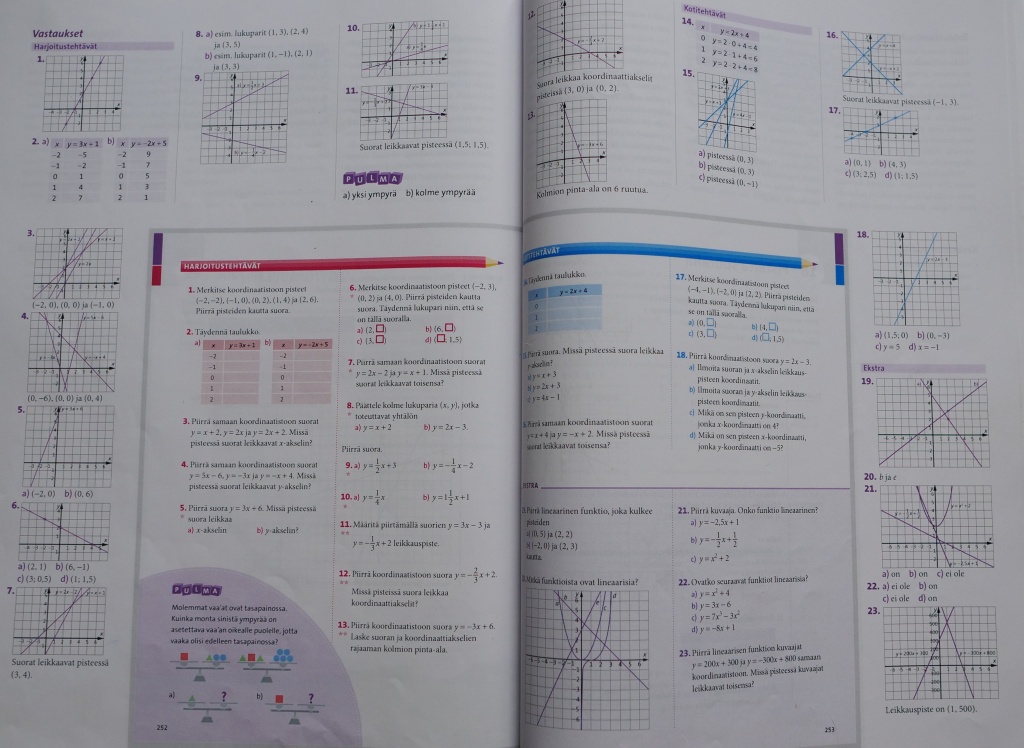 Vastaukset
Harjoitustehtävät
1.
2. a) x y = 3x + 1 b) x y = −2x + 5
−2 −5 −2 9
−1 −2 −1 7
0 1 0 5
1 4 1 3
2 7 2 1
3.
(−2, 0), (0, 0) ja (−1, 0)
4.
(0, −6), (0, 0) ja (0, 4)
5.
a) (−2, 0) b) (0, 6)
6.
a) (2, 1) b) (6, −1)
c) (3; 0,5) d) (1; 1,5)
7.
Suorat leikkaavat pisteessä
(3, 4).
8. a) esim. lukuparit (1, 3), (2, 4)
ja (3, 5)
b) esim. lukuparit (1, −1), (2, 1)
ja (3, 3)
9.
10.
11.
Suorat leikkaavat pisteessä (1,5; 1,5).
PULMA
a) yksi ympyrä b) kolme ympyrää
12.
Suora leikkaa koordinaattiakselit
pisteissä (3, 0) ja (0, 2).
13.
Kolmion pinta-ala on 6 ruutua.
Kotitehtävät
14.
x y = 2x + 4
0 y = 2 · 0 + 4 = 4
1 y = 2 · 1 + 4 = 6
2 y = 2 · 2 + 4 = 8
15.
a) pisteessä (0, 3)
b) pisteessä (0, 3)
c) pisteessä (0, −1)
16.
Suorat leikkaavat pisteessä (−1, 3).
17.
a) (0, 1) b) (4, 3)
c) (3; 2,5) d) (1; 1,5)
18.
a) (1,5; 0) b) (0, −3)
c) y = 5 d) x = −1
Ekstra
19.
20. b ja c
21.
a) on b) on c) ei ole
22. a) ei ole b) on
c) ei ole d) on
23.
y = 200x + 300 y = −300x + 800
Leikkauspiste on (1, 500).
HARJOITUSTEHTÄVÄT
1. Merkitse koordinaatistoon pisteet
(−2, −2), (−1, 0), (0, 2), (1, 4) ja (2, 6).
Piirrä pisteiden kautta suora.
2. Täydennä taulukko.
a) x y = 3x + 1 b) x y = −2x + 5
−2 −2
−1 −1
0 0
1 1
2 2
3. Piirrä samaan koordinaatistoon suorat
y = x + 2, y = 2x ja y = 2x + 2. Missä
pisteessä suorat leikkaavat x-akselin?
4. Piirrä samaan koordinaatistoon suorat
y = 5x − 6, y = −3x ja y = −x + 4. Missä
pisteessä suorat leikkaavat y-akselin?
5. Piirrä suora y = 3x + 6. Missä pisteessä
* suora leikkaa
a) x-akselin b) y-akselin?
PULMA
Molemmat vaa'at ovat tasapainossa.
Kuinka monta sinistä ympyrää on
asetettava vaa'an oikealle puolelle, jotta
vaaka olisi edelleen tasapainossa?
a) ? b) ?
252
6. Merkitse koordinaatistoon pisteet (−2, 3),
* (0, 2) ja (4, 0). Piirrä pisteiden kautta
suora. Täydennä lukupari niin, että se
on tällä suoralla.
a) (2, □) b) (6, □)
c) (3, □) d) (□, 1,5)
7. Piirrä samaan koordinaatistoon suorat
* y = 2x − 2 ja y = x + 1. Missä pisteessä
suorat leikkaavat toisensa?
8. Päättele kolme lukuparia (x, y), jotka
* toteuttavat yhtälön
a) y = x + 2 b) y = 2x − 3.
Piirrä suora.
9. a) y = 1/2 x + 3 b) y = −1/4 x − 2
*
10. a) y = 1/4 x b) y = 1 1/2 x + 1
*
11. Määritä piirtämällä suorien y = 3x − 3 ja
**
y = −1/3 x + 2 leikkauspiste.
12. Piirrä koordinaatistoon suora y = −2/3 x + 2.
**
Missä pisteissä suora leikkaa
koordinaattiakselit?
13. Piirrä koordinaatistoon suora y = −3x + 6.
** Laske suoran ja koordinaattiakselien
rajaaman kolmion pinta-ala.
Täydennä taulukko.
x y = 2x + 4
0
1
2
Piirrä suora. Missä pisteessä suora leikkaa
y-akselin?
y = x + 3
y = 2x + 3
y = 4x − 1
Piirrä samaan koordinaatistoon suorat
y = x + 4 ja y = −x + 2. Missä pisteessä
suorat leikkaavat toisensa?
17. Merkitse koordinaatistoon pisteet
(−4, −1), (−2, 0) ja (2, 2). Piirrä pisteiden
kautta suora. Täydennä lukupari niin, että
se on tällä suoralla.
a) (0, □) b) (4, □)
c) (3, □) d) (□, 1,5)
18. Piirrä koordinaatistoon suora y = 2x − 3.
a) Ilmoita suoran ja x-akselin leikkaus-
pisteen koordinaatit.
b) Ilmoita suoran ja y-akselin leikkaus-
pisteen koordinaatit.
c) Mikä on sen pisteen y-koordinaatti,
jonka x-koordinaatti on 4?
d) Mikä on sen pisteen x-koordinaatti,
jonka y-koordinaatti on −5?
EKSTRA
Piirrä lineaarinen funktio, joka kulkee
pisteiden
a) (0, 5) ja (2, 2)
b) (−2, 0) ja (2, 3)
kautta.
Mitkä funktioista ovat lineaarisia?
21. Piirrä kuvaaja. Onko funktio lineaarinen?
a) y = −2,5x + 1
b) y = −1/2 x + 1/2
c) y = x² + 2
22. Ovatko seuraavat funktiot lineaarisia?
a) y = x² + 4
b) y = 3x − 6
c) y = 7x³ − 3x²
d) y = −8x + 1
23. Piirrä lineaarisen funktion kuvaajat
y = 200x + 300 ja y = −300x + 800 samaan
koordinaatistoon. Missä pisteessä kuvaajat
leikkaavat toisensa?
253